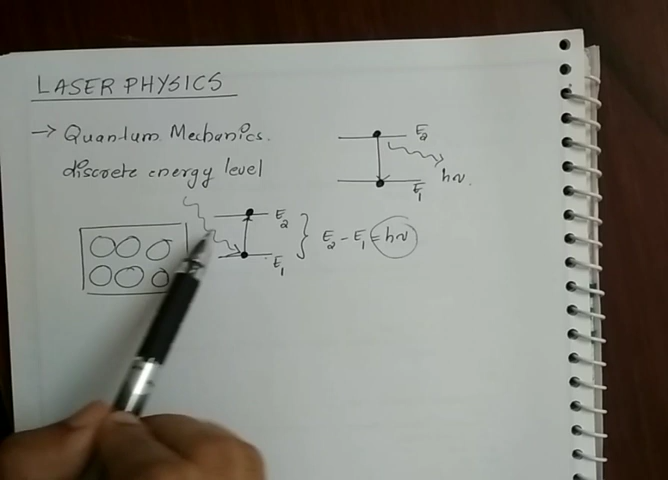 LASER PHYSICS
→ Quantum Mechanics.
discrete energy level
E₂
hν.
E₁
E₂
E₁
E₂ - E₁ = hν